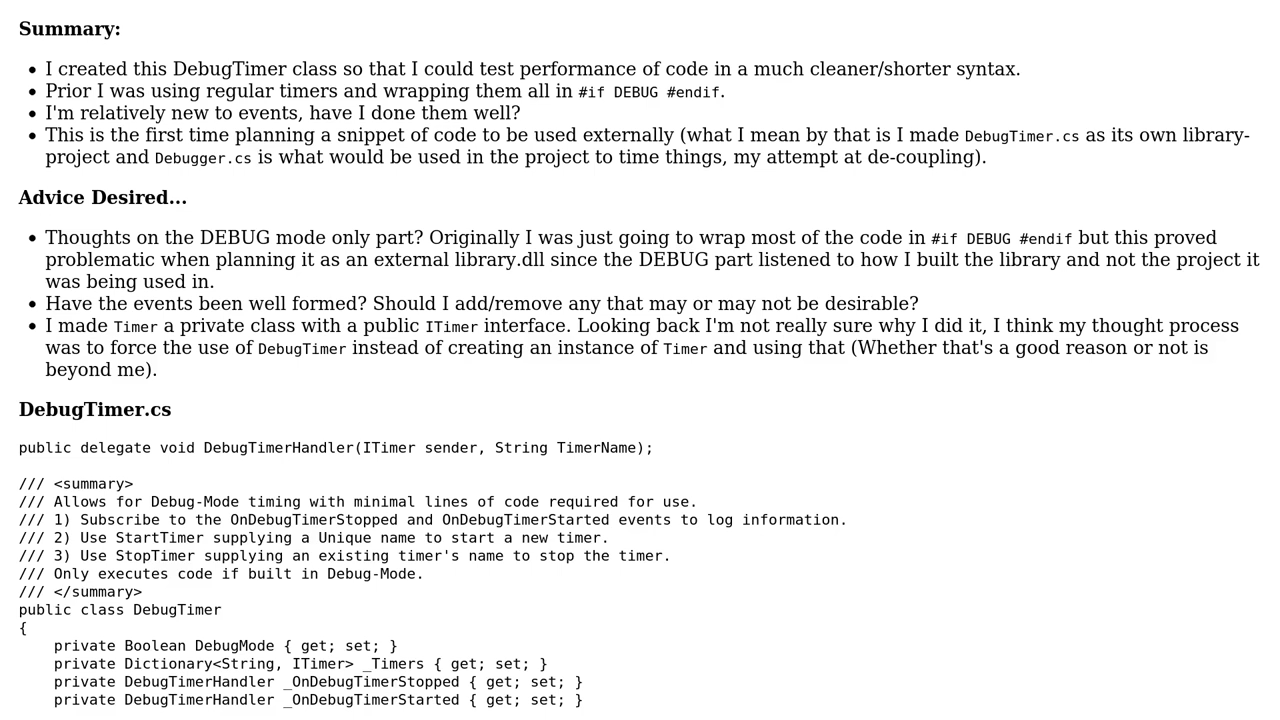 Summary:
• I created this DebugTimer class so that I could test performance of code in a much cleaner/shorter syntax.
• Prior I was using regular timers and wrapping them all in #if DEBUG #endif.
• I'm relatively new to events, have I done them well?
• This is the first time planning a snippet of code to be used externally (what I mean by that is I made DebugTimer.cs as its own library-
project and Debugger.cs is what would be used in the project to time things, my attempt at de-coupling).
Advice Desired...
• Thoughts on the DEBUG mode only part? Originally I was just going to wrap most of the code in #if DEBUG #endif but this proved
problematic when planning it as an external library.dll since the DEBUG part listened to how I built the library and not the project it
was being used in.
• Have the events been well formed? Should I add/remove any that may or may not be desirable?
• I made Timer a private class with a public ITimer interface. Looking back I'm not really sure why I did it, I think my thought process
was to force the use of DebugTimer instead of creating an instance of Timer and using that (Whether that's a good reason or not is
beyond me).
DebugTimer.cs
public delegate void DebugTimerHandler(ITimer sender, String TimerName);
/// <summary>
/// Allows for Debug-Mode timing with minimal lines of code required for use.
/// 1) Subscribe to the OnDebugTimerStopped and OnDebugTimerStarted events to log information.
/// 2) Use StartTimer supplying a Unique name to start a new timer.
/// 3) Use StopTimer supplying an existing timer's name to stop the timer.
/// Only executes code if built in Debug-Mode.
/// </summary>
public class DebugTimer
{
    private Boolean DebugMode { get; set; }
    private Dictionary<String, ITimer> _Timers { get; set; }
    private DebugTimerHandler _OnDebugTimerStopped { get; set; }
    private DebugTimerHandler _OnDebugTimerStarted { get; set; }